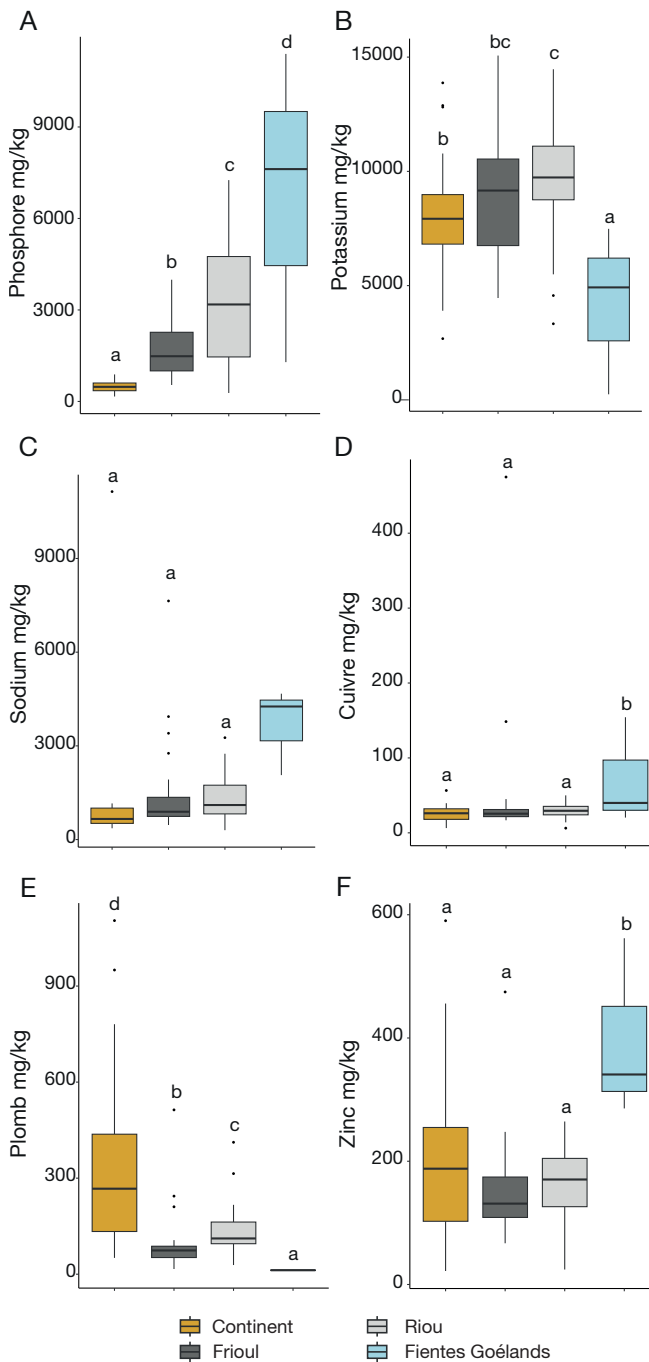 A
Phosphore mg/kg
9000
6000
3000
0
a
b
c
d
B
Potassium mg/kg
15000
10000
5000
0
b
bc
c
a
C
Sodium mg/kg
9000
6000
3000
0
a
a
a
D
Cuivre mg/kg
400
300
200
100
0
a
a
a
b
E
Plomb mg/kg
900
600
300
0
d
b
c
a
F
Zinc mg/kg
600
400
200
0
a
a
a
b
Continent
Frioul
Riou
Fientes Goélands